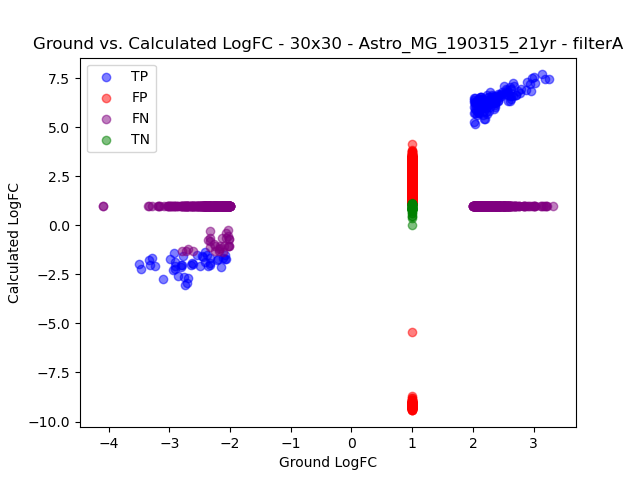 Ground vs. Calculated LogFC - 30x30 - Astro_MG_190315_21yr - filterA
TP
FP
FN
TN
7.5
5.0
2.5
0.0
−2.5
−5.0
−7.5
−10.0
Calculated LogFC
−4 −3 −2 −1 0 1 2 3
Ground LogFC